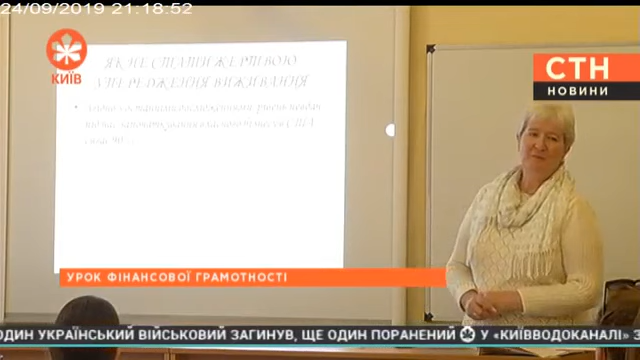 24/09/2019 21:18:52
КИЇВ
СТН
НОВИНИ
ЯК НЕ СТАТИ ЖЕРТВОЮ
УПЕРЕДЖЕННЯ ВИЖИВАННЯ
США
УРОК ФІНАНСОВОЇ ГРАМОТНОСТІ
ОДИН УКРАЇНСЬКИЙ ВІЙСЬКОВИЙ ЗАГИНУВ, ЩЕ ОДИН ПОРАНЕНИЙ У «КИЇВВОДОКАНАЛІ» З